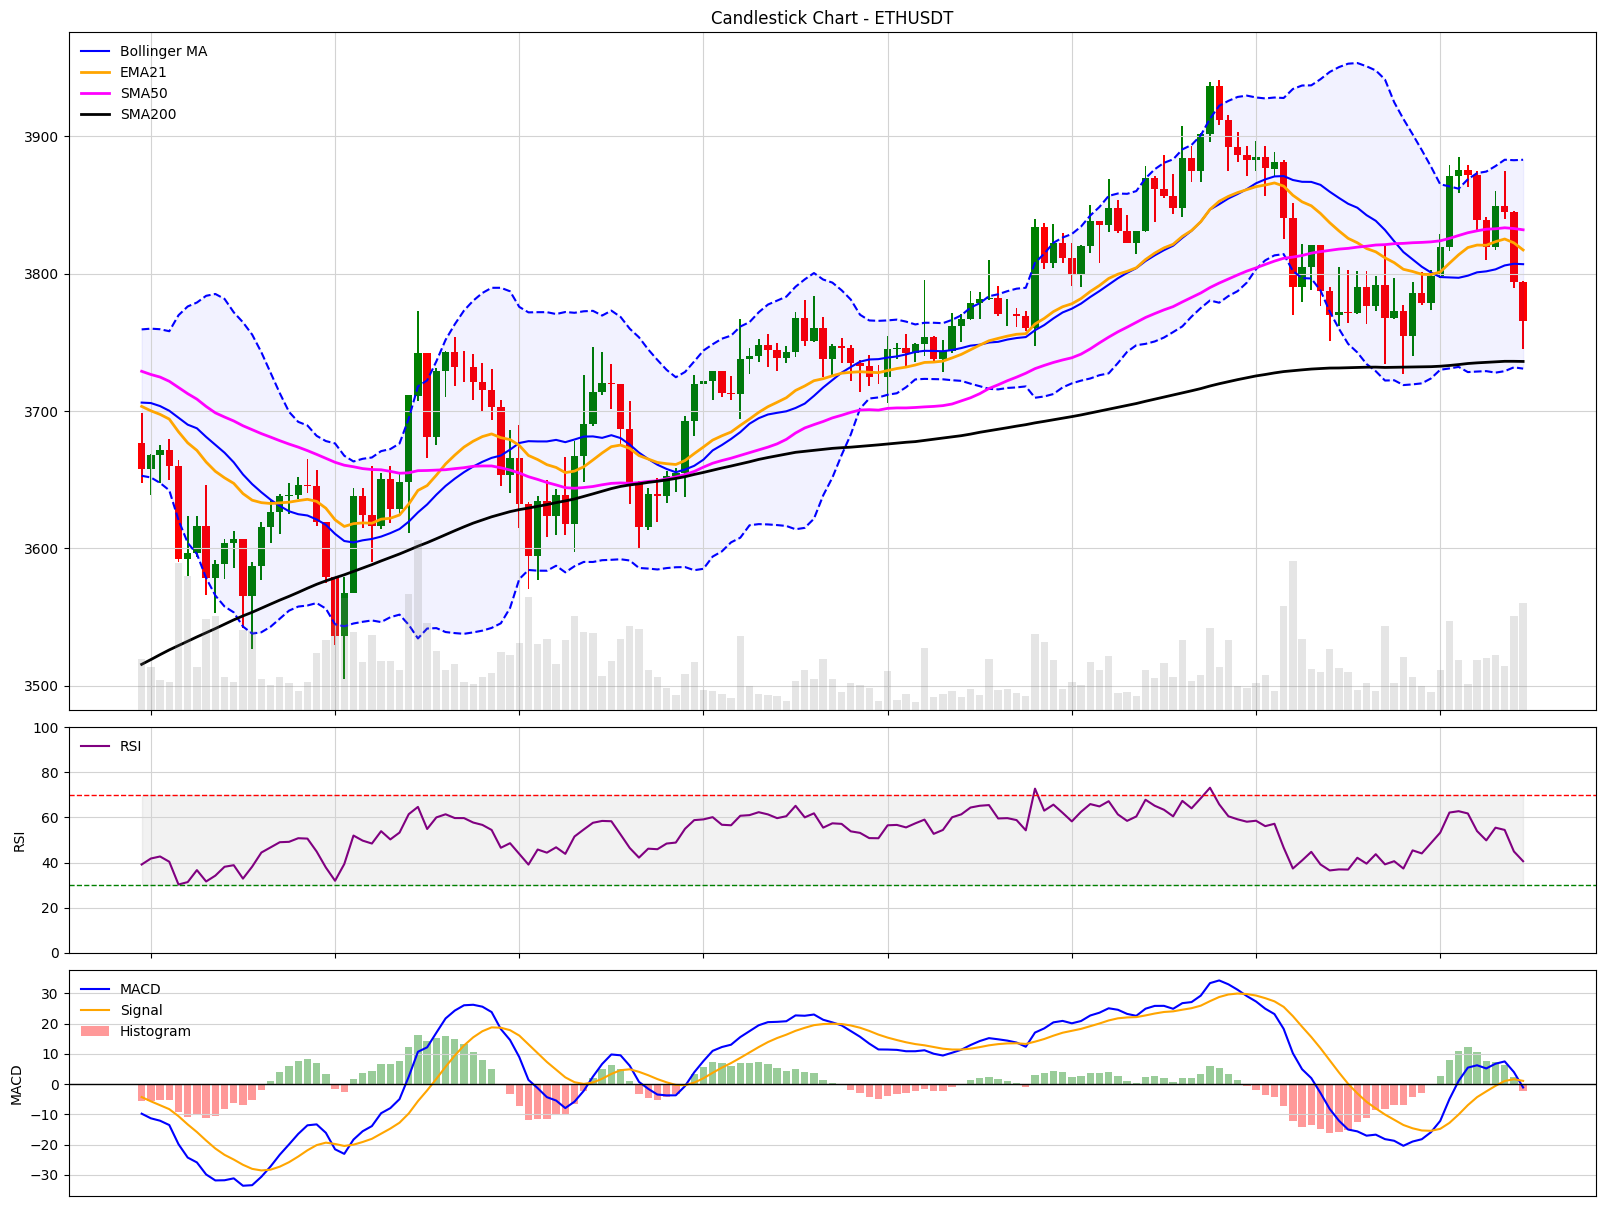 Candlestick Chart - ETHUSDT
Bollinger MA
EMA21
SMA50
SMA200
3900
3800
3700
3600
3500
100
80
60
40
20
0
RSI
RSI
30
20
10
0
−10
−20
−30
MACD
MACD
Signal
Histogram